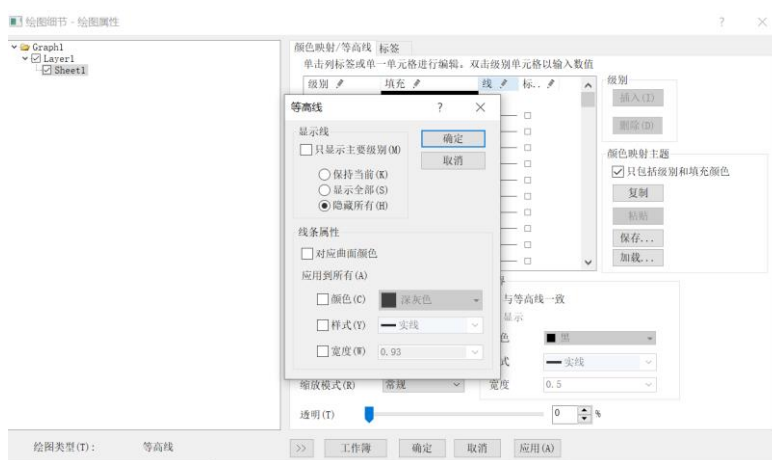 绘图细节 - 绘图属性
? ×
Graph1
Layer1
Sheet1
颜色映射/等高线 标签
单击列标签或单一单元格进行编辑。双击级别单元格以输入数值
级别 填充 线 标..
级别
插入(I)
删除(D)
颜色映射主题
只包括级别和填充颜色
复制
粘贴
保存...
加载...
等高线 ? ×
显示线
只显示主要级别(M)
保持当前(K)
显示全部(S)
隐藏所有(H)
确定
取消
线条属性
对应曲面颜色
应用到所有(A)
颜色(C) 深灰色
样式(Y) 实线
宽度(W) 0.93
与等高线一致
显示
色 黑
式 实线
宽度 0.5
缩放模式(R) 常规
透明(T) 0 %
绘图类型(T): 等高线
>> 工作簿 确定 取消 应用(A)